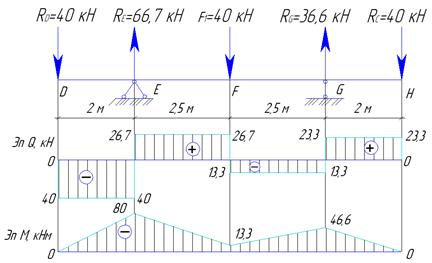 R_D=40 кН R_E=66,7 кН F_1=40 кН R_G=36,6 кН R_C=40 кН
D E F G H
2 м 2,5 м 2,5 м 2 м
Эп Q, кН 26,7 + 26,7 23,3 + 23,3
0 − 13,3 − 13,3 0
40 40
80
Эп М, кНм − 13,3 46,6
0 0